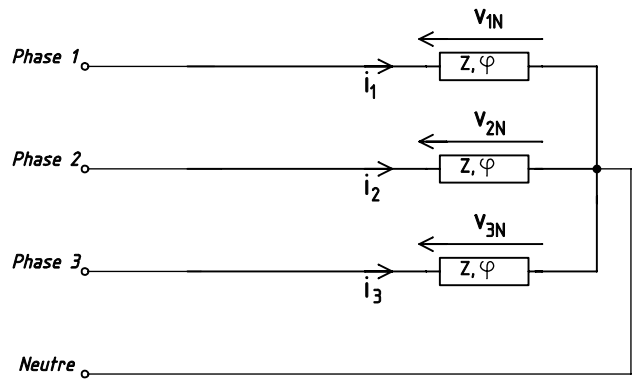 V1N
Phase 1
Z, φ
i1
V2N
Phase 2
Z, φ
i2
V3N
Phase 3
Z, φ
i3
Neutre